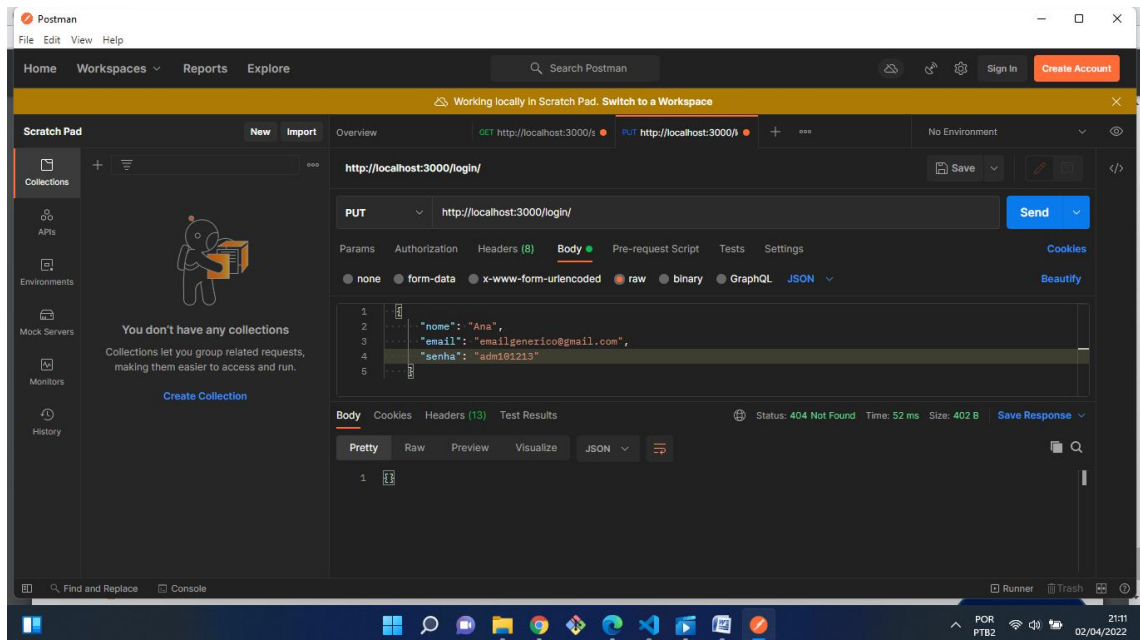 Postman
File Edit View Help
Home Workspaces Reports Explore Search Postman Sign In Create Account
Working locally in Scratch Pad. Switch to a Workspace
Scratch Pad New Import Overview GET http://localhost:3000/s PUT http://localhost:3000/l No Environment
Collections
http://localhost:3000/login/ Save
APIs
PUT http://localhost:3000/login/ Send
Params Authorization Headers (8) Body Pre-request Script Tests Settings Cookies
Environments
none form-data x-www-form-urlencoded raw binary GraphQL JSON Beautify
Mock Servers
1 {
2 "nome": "Ana",
3 "email": "emailgenerico@gmail.com",
4 "senha": "adm101213"
5 }
You don't have any collections
Collections let you group related requests,
making them easier to access and run.
Create Collection
Monitors
History
Body Cookies Headers (13) Test Results Status: 404 Not Found Time: 52 ms Size: 402 B Save Response
Pretty Raw Preview Visualize JSON
1 {}
Find and Replace Console Runner Trash
POR
PTB2
21:11
02/04/2022